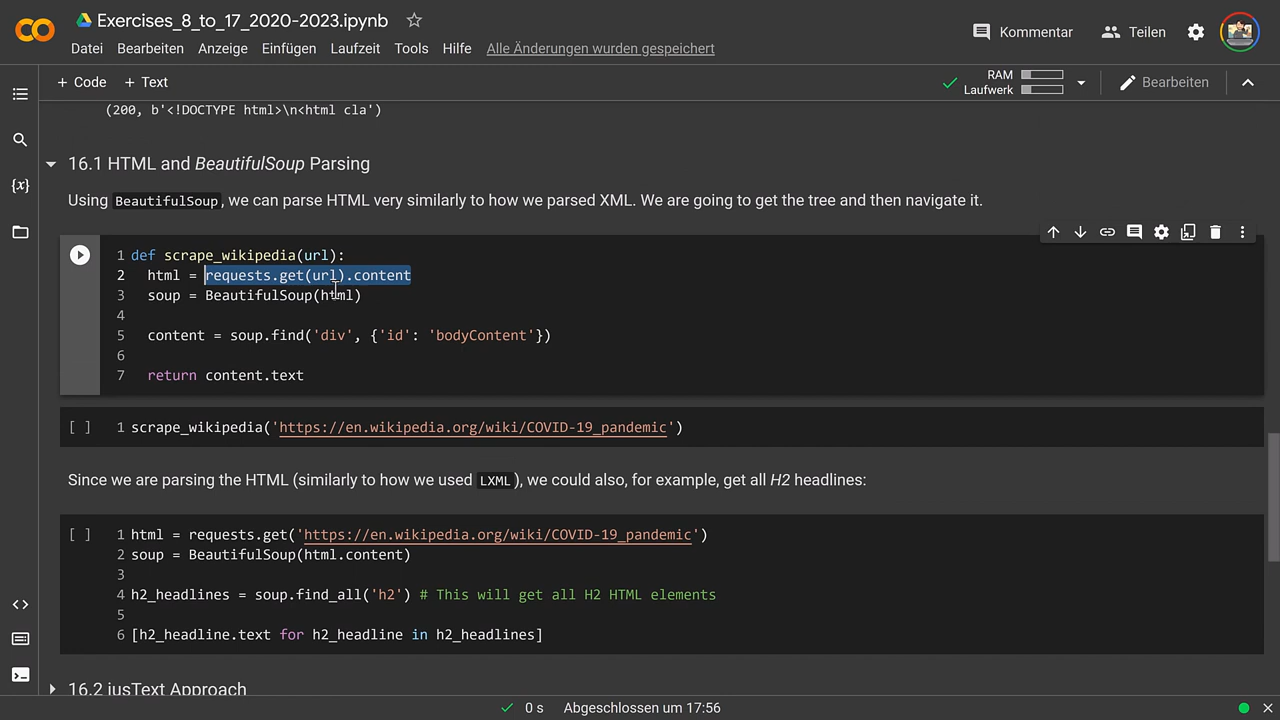 Exercises_8_to_17_2020-2023.ipynb
Datei Bearbeiten Anzeige Einfügen Laufzeit Tools Hilfe Alle Änderungen wurden gespeichert
Kommentar Teilen
+ Code + Text
RAM
Laufwerk
Bearbeiten
(200, b'<!DOCTYPE html>\n<html cla')
16.1 HTML and BeautifulSoup Parsing
Using BeautifulSoup, we can parse HTML very similarly to how we parsed XML. We are going to get the tree and then navigate it.
1 def scrape_wikipedia(url):
2 html = requests.get(url).content
3 soup = BeautifulSoup(html)
4
5 content = soup.find('div', {'id': 'bodyContent'})
6
7 return content.text
[ ] 1 scrape_wikipedia('https://en.wikipedia.org/wiki/COVID-19_pandemic')
Since we are parsing the HTML (similarly to how we used LXML), we could also, for example, get all H2 headlines:
[ ] 1 html = requests.get('https://en.wikipedia.org/wiki/COVID-19_pandemic')
2 soup = BeautifulSoup(html.content)
3
4 h2_headlines = soup.find_all('h2') # This will get all H2 HTML elements
5
6 [h2_headline.text for h2_headline in h2_headlines]
16.2 jusText Approach
0 s Abgeschlossen um 17:56